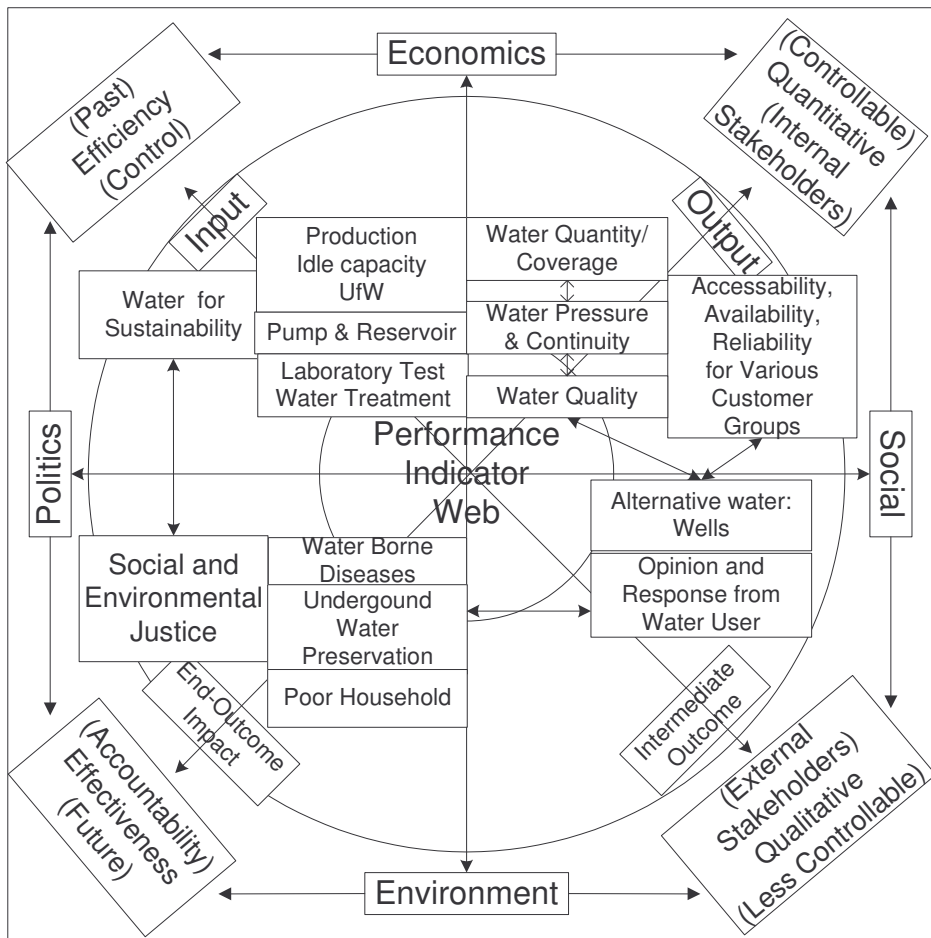 Economics
(Past)
Efficiency
(Control)
(Controllable)
Quantitative
(Internal
Stakeholders)
Input
Output
Production
Idle capacity
UfW
Water Quantity/
Coverage
Water for
Sustainability
Accessability,
Availability,
Reliability
for Various
Customer
Groups
Pump & Reservoir
Water Pressure
& Continuity
Laboratory Test
Water Treatment
Water Quality
Politics
Performance
Indicator
Web
Social
Alternative water:
Wells
Social and
Environmental
Justice
Water Borne
Diseases
Undergound
Water
Preservation
Opinion and
Response from
Water User
Poor Household
End-Outcome
Impact
Intermediate
Outcome
(Accountability)
Effectiveness
(Future)
(External
Stakeholders)
Qualitative
(Less Controllable)
Environment